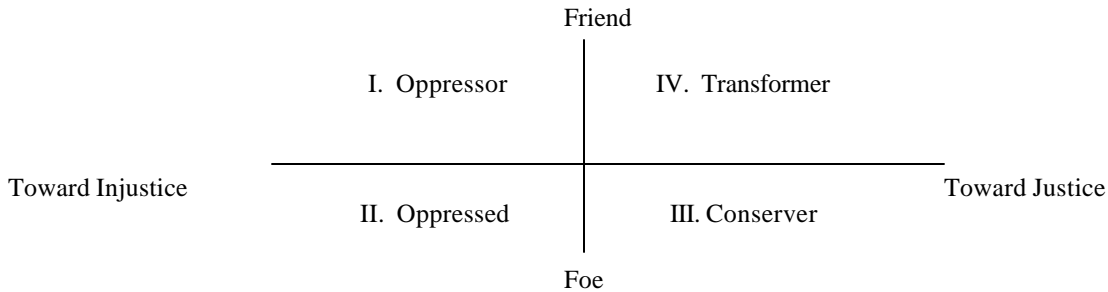 Friend
I. Oppressor IV. Transformer
Toward Injustice Toward Justice
II. Oppressed III. Conserver
Foe